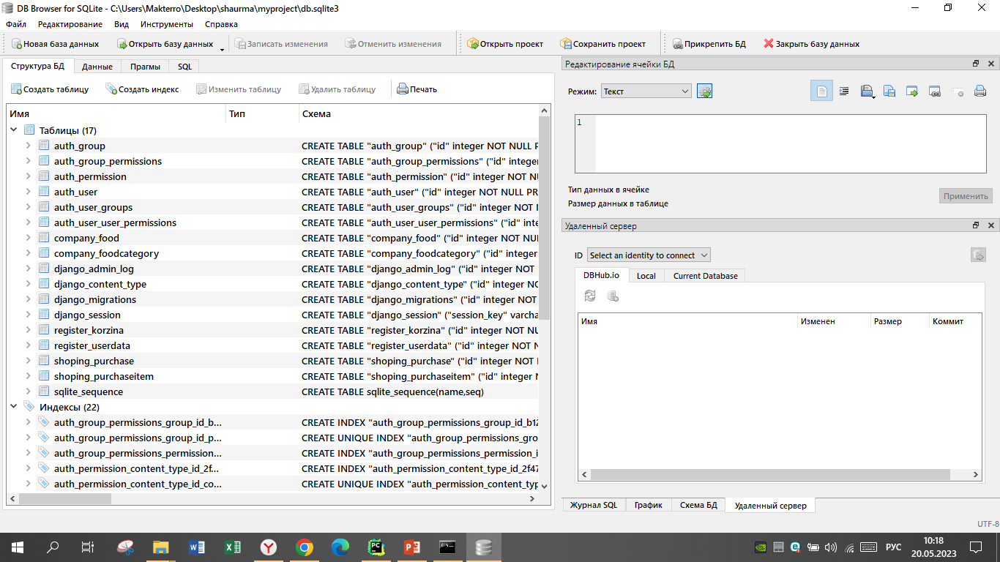 DB Browser for SQLite - C:\Users\Makterro\Desktop\shaurma\myproject\db.sqlite3
Файл Редактирование Вид Инструменты Справка
Новая база данных Открыть базу данных Записать изменения Отменить изменения Открыть проект Сохранить проект Прикрепить БД Закрыть базу данных
Структура БД Данные Прагмы SQL
Создать таблицу Создать индекс Изменить таблицу Удалить таблицу Печать
Имя Тип Схема
Таблицы (17)
auth_group CREATE TABLE "auth_group" ("id" integer NOT NULL P
auth_group_permissions CREATE TABLE "auth_group_permissions" ("id" integer
auth_permission CREATE TABLE "auth_permission" ("id" integer NOT NU
auth_user CREATE TABLE "auth_user" ("id" integer NOT NULL PR
auth_user_groups CREATE TABLE "auth_user_groups" ("id" integer NOT N
auth_user_user_permissions CREATE TABLE "auth_user_user_permissions" ("id" inte
company_food CREATE TABLE "company_food" ("id" integer NOT NUL
company_foodcategory CREATE TABLE "company_foodcategory" ("id" integer
django_admin_log CREATE TABLE "django_admin_log" ("id" integer NOT
django_content_type CREATE TABLE "django_content_type" ("id" integer NO
django_migrations CREATE TABLE "django_migrations" ("id" integer NOT
django_session CREATE TABLE "django_session" ("session_key" varcha
register_korzina CREATE TABLE "register_korzina" ("id" integer NOT NU
register_userdata CREATE TABLE "register_userdata" ("id" integer NOT N
shoping_purchase CREATE TABLE "shoping_purchase" ("id" integer NOT
shoping_purchaseitem CREATE TABLE "shoping_purchaseitem" ("id" integer N
sqlite_sequence CREATE TABLE sqlite_sequence(name,seq)
Индексы (22)
auth_group_permissions_group_id_b... CREATE INDEX "auth_group_permissions_group_id_b12
auth_group_permissions_group_id_p... CREATE UNIQUE INDEX "auth_group_permissions_gro
auth_group_permissions_permission... CREATE INDEX "auth_group_permissions_permission_i
auth_permission_content_type_id_2f... CREATE INDEX "auth_permission_content_type_id_2f47
auth_permission_content_type_id_co... CREATE UNIQUE INDEX "auth_permission_content_typ
Редактирование ячейки БД
Режим: Текст
1
Тип данных в ячейке
Размер данных в таблице
Применить
Удаленный сервер
ID Select an identity to connect
DBHub.io Local Current Database
Имя Изменен Размер Коммит
Журнал SQL График Схема БД Удаленный сервер
UTF-8
РУС
10:18
20.05.2023